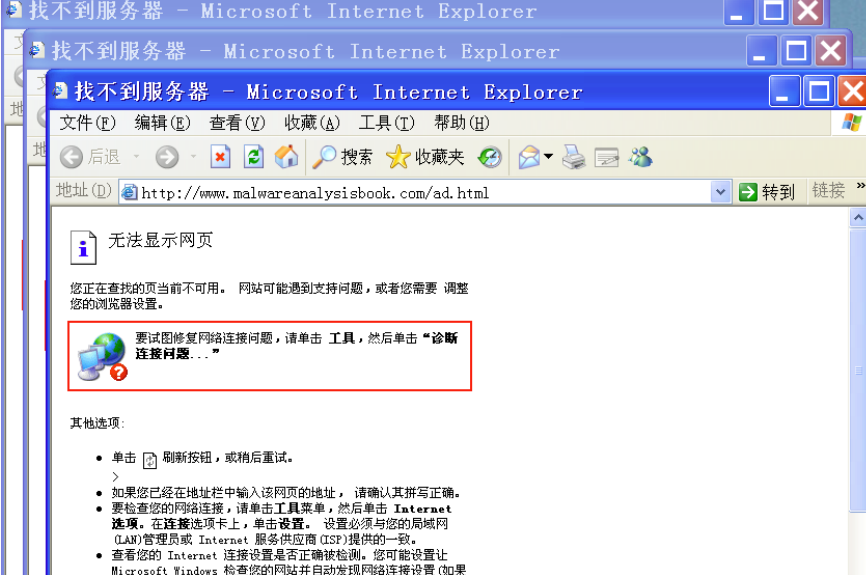 找不到服务器 - Microsoft Internet Explorer
找不到服务器 - Microsoft Internet Explorer
找不到服务器 - Microsoft Internet Explorer
文件(F) 编辑(E) 查看(V) 收藏(A) 工具(T) 帮助(H)
后退 搜索 收藏夹
地址(D) http://www.malwareanalysisbook.com/ad.html 转到 链接 »
无法显示网页
您正在查找的页当前不可用。 网站可能遇到支持问题，或者您需要 调整
您的浏览器设置。
要试图修复网络连接问题，请单击 工具，然后单击“诊断
连接问题...”
其他选项:
• 单击 刷新按钮，或稍后重试。
>
• 如果您已经在地址栏中输入该网页的地址， 请确认其拼写正确。
• 要检查您的网络连接，请单击工具菜单，然后单击 Internet
选项。在连接选项卡上，单击设置。 设置必须与您的局域网
(LAN)管理员或 Internet 服务供应商(ISP)提供的一致。
• 查看您的 Internet 连接设置是否正确被检测。您可能设置让
Microsoft Windows 检查您的网站并自动发现网络连接设置(如果